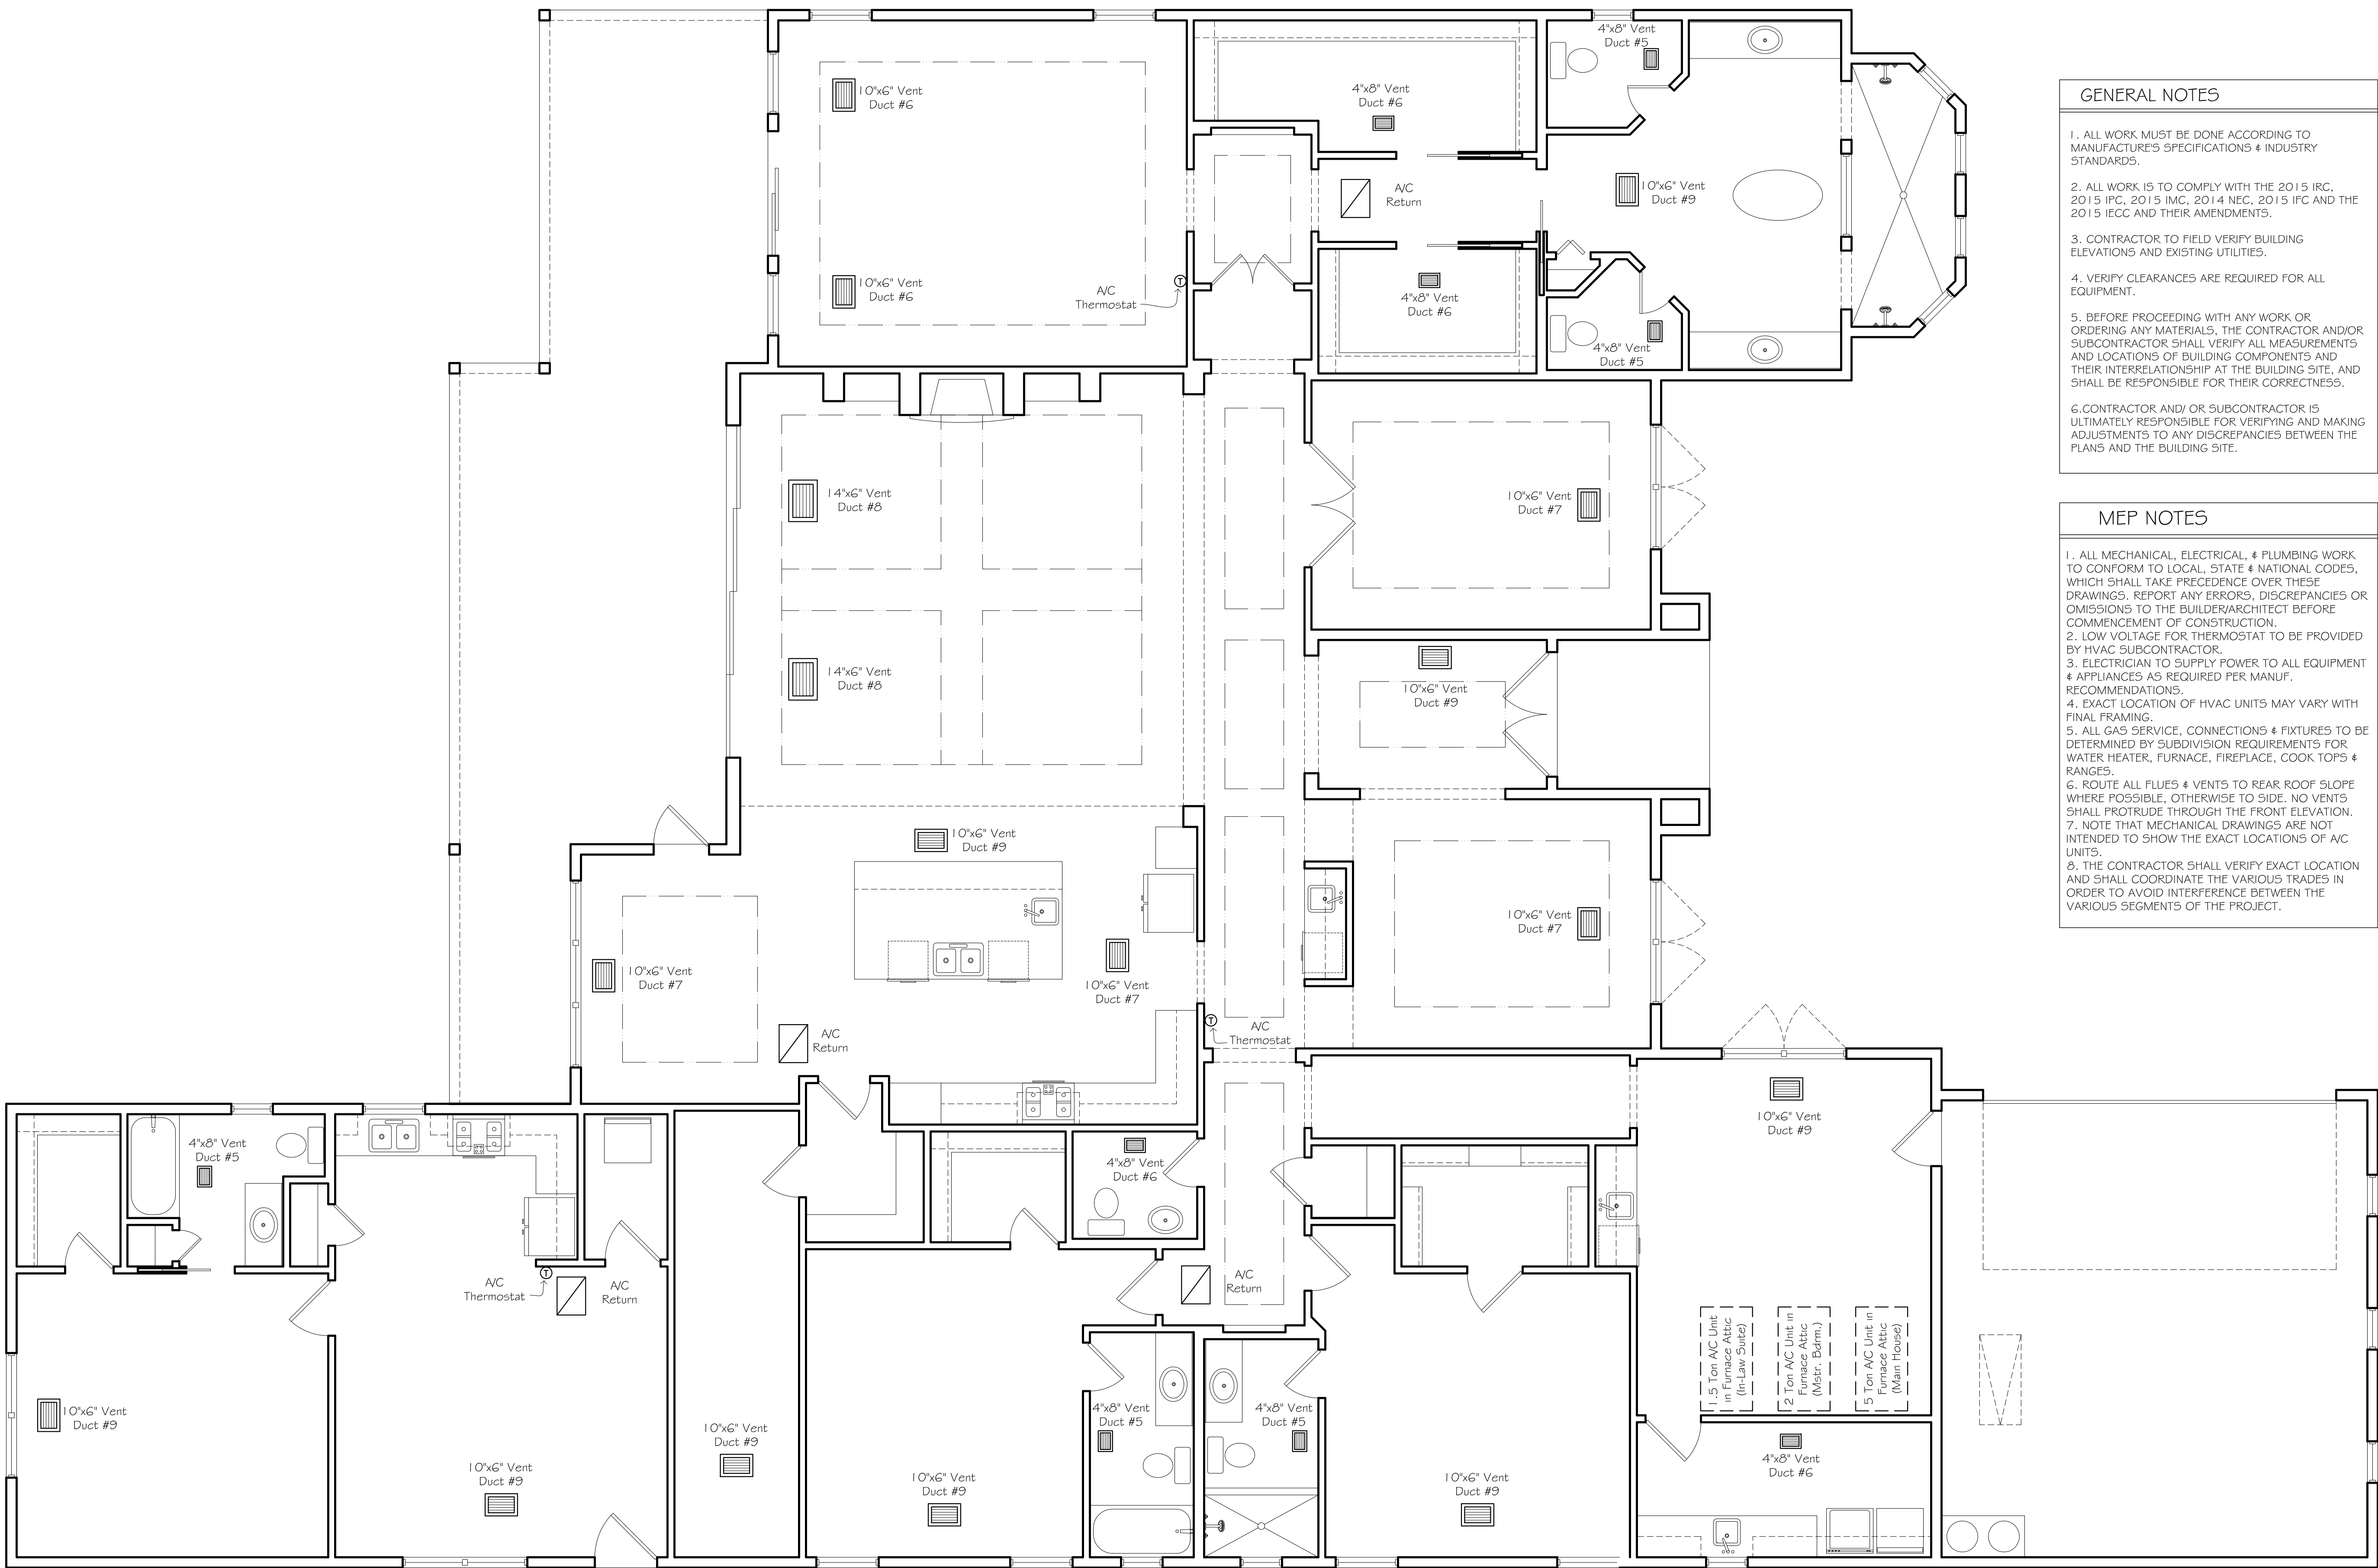 4"x8" Vent
Duct #5
10"x6" Vent
Duct #6
4"x8" Vent
Duct #6
A/C
Return
10"x6" Vent
Duct #9
10"x6" Vent
Duct #6
A/C
Thermostat
T
4"x8" Vent
Duct #6
4"x8" Vent
Duct #5
14"x6" Vent
Duct #8
10"x6" Vent
Duct #7
14"x6" Vent
Duct #8
10"x6" Vent
Duct #9
10"x6" Vent
Duct #9
10"x6" Vent
Duct #7
10"x6" Vent
Duct #7
10"x6" Vent
Duct #7
A/C
Return
T
A/C
Thermostat
10"x6" Vent
Duct #9
4"x8" Vent
Duct #5
4"x8" Vent
Duct #6
A/C
Thermostat
T
A/C
Return
A/C
Return
1.5 Ton A/C Unit
in Furnace Attic
(In-Law Suite)
2 Ton A/C Unit in
Furnace Attic
(Mstr. Bdrm.)
5 Ton A/C Unit in
Furnace Attic
(Main House)
10"x6" Vent
Duct #9
10"x6" Vent
Duct #9
4"x8" Vent
Duct #5
4"x8" Vent
Duct #5
4"x8" Vent
Duct #6
10"x6" Vent
Duct #9
10"x6" Vent
Duct #9
10"x6" Vent
Duct #9
GENERAL NOTES
1. ALL WORK MUST BE DONE ACCORDING TO
MANUFACTURE'S SPECIFICATIONS & INDUSTRY
STANDARDS.
2. ALL WORK IS TO COMPLY WITH THE 2015 IRC,
2015 IPC, 2015 IMC, 2014 NEC, 2015 IFC AND THE
2015 IECC AND THEIR AMENDMENTS.
3. CONTRACTOR TO FIELD VERIFY BUILDING
ELEVATIONS AND EXISTING UTILITIES.
4. VERIFY CLEARANCES ARE REQUIRED FOR ALL
EQUIPMENT.
5. BEFORE PROCEEDING WITH ANY WORK OR
ORDERING ANY MATERIALS, THE CONTRACTOR AND/OR
SUBCONTRACTOR SHALL VERIFY ALL MEASUREMENTS
AND LOCATIONS OF BUILDING COMPONENTS AND
THEIR INTERRELATIONSHIP AT THE BUILDING SITE, AND
SHALL BE RESPONSIBLE FOR THEIR CORRECTNESS.
6.CONTRACTOR AND/ OR SUBCONTRACTOR IS
ULTIMATELY RESPONSIBLE FOR VERIFYING AND MAKING
ADJUSTMENTS TO ANY DISCREPANCIES BETWEEN THE
PLANS AND THE BUILDING SITE.
MEP NOTES
1. ALL MECHANICAL, ELECTRICAL, & PLUMBING WORK
TO CONFORM TO LOCAL, STATE & NATIONAL CODES,
WHICH SHALL TAKE PRECEDENCE OVER THESE
DRAWINGS. REPORT ANY ERRORS, DISCREPANCIES OR
OMISSIONS TO THE BUILDER/ARCHITECT BEFORE
COMMENCEMENT OF CONSTRUCTION.
2. LOW VOLTAGE FOR THERMOSTAT TO BE PROVIDED
BY HVAC SUBCONTRACTOR.
3. ELECTRICIAN TO SUPPLY POWER TO ALL EQUIPMENT
& APPLIANCES AS REQUIRED PER MANUF.
RECOMMENDATIONS.
4. EXACT LOCATION OF HVAC UNITS MAY VARY WITH
FINAL FRAMING.
5. ALL GAS SERVICE, CONNECTIONS & FIXTURES TO BE
DETERMINED BY SUBDIVISION REQUIREMENTS FOR
WATER HEATER, FURNACE, FIREPLACE, COOK TOPS &
RANGES.
6. ROUTE ALL FLUES & VENTS TO REAR ROOF SLOPE
WHERE POSSIBLE, OTHERWISE TO SIDE. NO VENTS
SHALL PROTRUDE THROUGH THE FRONT ELEVATION.
7. NOTE THAT MECHANICAL DRAWINGS ARE NOT
INTENDED TO SHOW THE EXACT LOCATIONS OF A/C
UNITS.
8. THE CONTRACTOR SHALL VERIFY EXACT LOCATION
AND SHALL COORDINATE THE VARIOUS TRADES IN
ORDER TO AVOID INTERFERENCE BETWEEN THE
VARIOUS SEGMENTS OF THE PROJECT.